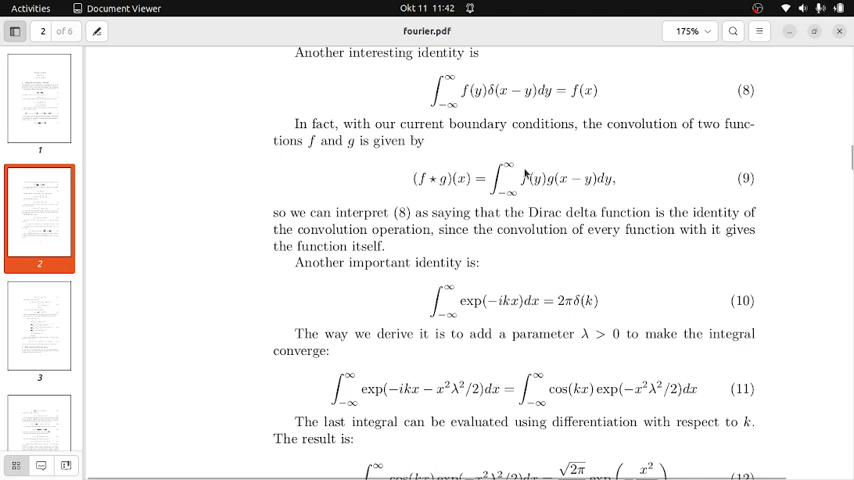 Activities Document Viewer Okt 11 11:42
2 of 6 fourier.pdf 175%
1
2
3
Another interesting identity is
∫_{−∞}^{∞} f(y)δ(x − y)dy = f(x) (8)
In fact, with our current boundary conditions, the convolution of two func-
tions f and g is given by
(f ⋆ g)(x) = ∫_{−∞}^{∞} f(y)g(x − y)dy, (9)
so we can interpret (8) as saying that the Dirac delta function is the identity of
the convolution operation, since the convolution of every function with it gives
the function itself.
Another important identity is:
∫_{−∞}^{∞} exp(−ikx)dx = 2πδ(k) (10)
The way we derive it is to add a parameter λ > 0 to make the integral
converge:
∫_{−∞}^{∞} exp(−ikx − x²λ²/2)dx = ∫_{−∞}^{∞} cos(kx) exp(−x²λ²/2)dx (11)
The last integral can be evaluated using differentiation with respect to k.
The result is: